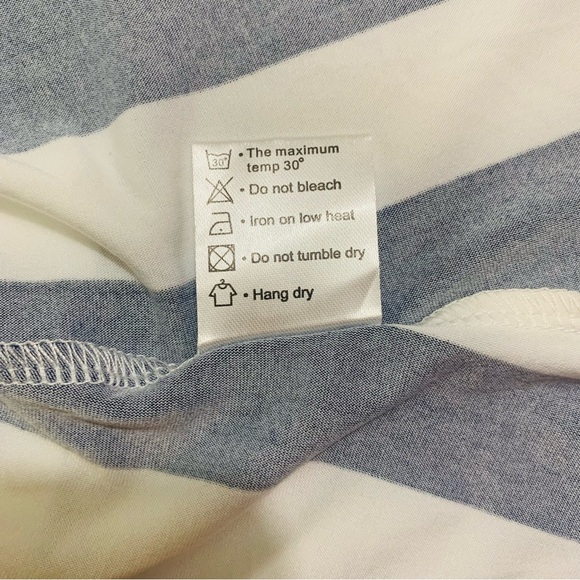 30° • The maximum
temp 30°
• Do not bleach
• Iron on low heat
• Do not tumble dry
• Hang dry